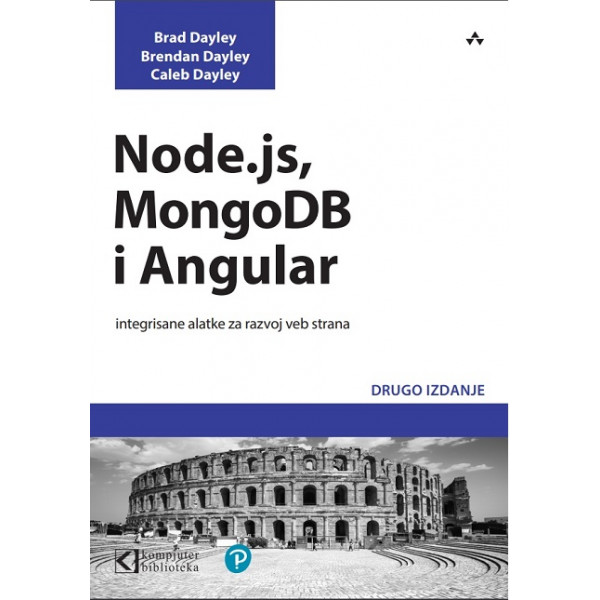 Brad Dayley
Brendan Dayley
Caleb Dayley
Node.js,
MongoDB
i Angular
integrisane alatke za razvoj veb strana
DRUGO IZDANJE
kompjuter
biblioteka
P